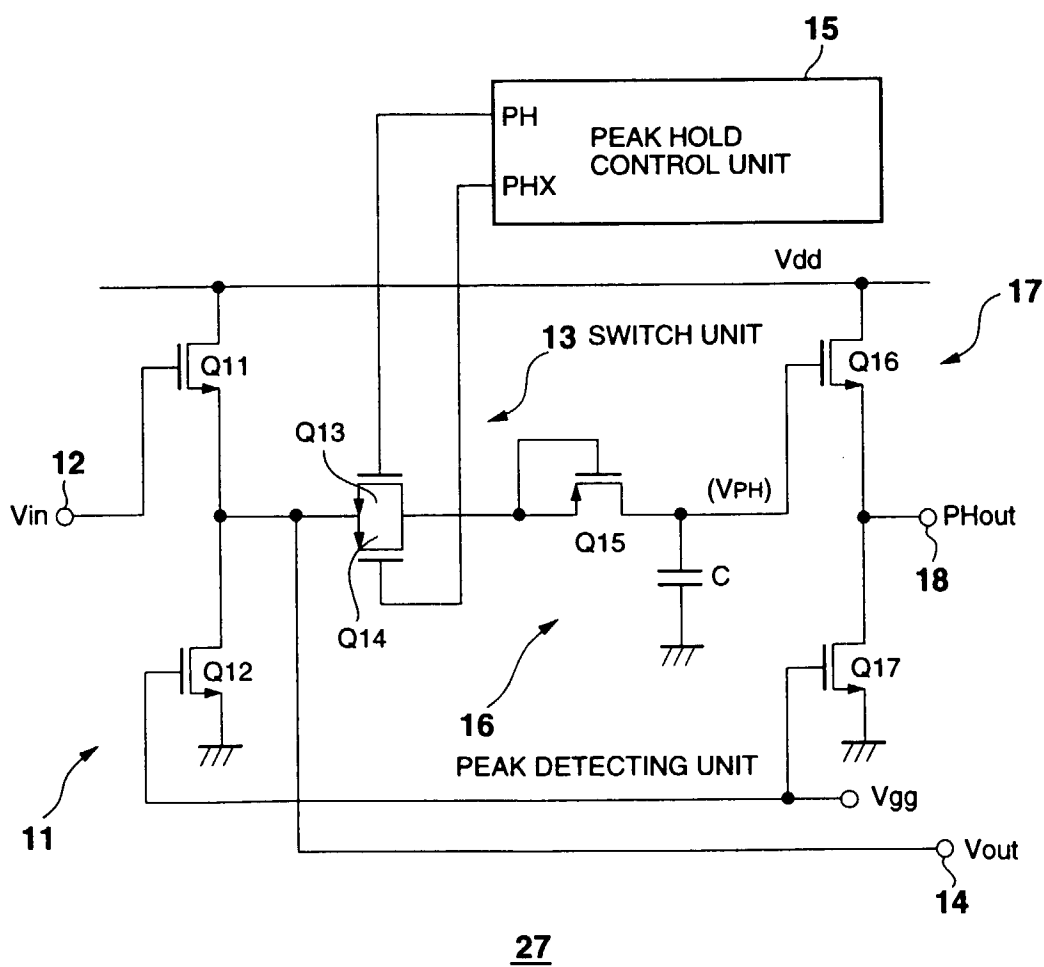 15
PH
PEAK HOLD
CONTROL UNIT
PHX
Vdd
17
13 SWITCH UNIT
Q11
Q16
Q13
12
Vin
(VPH)
PHout
Q15
18
C
Q14
Q12
Q17
16
PEAK DETECTING UNIT
Vgg
11
Vout
14
27